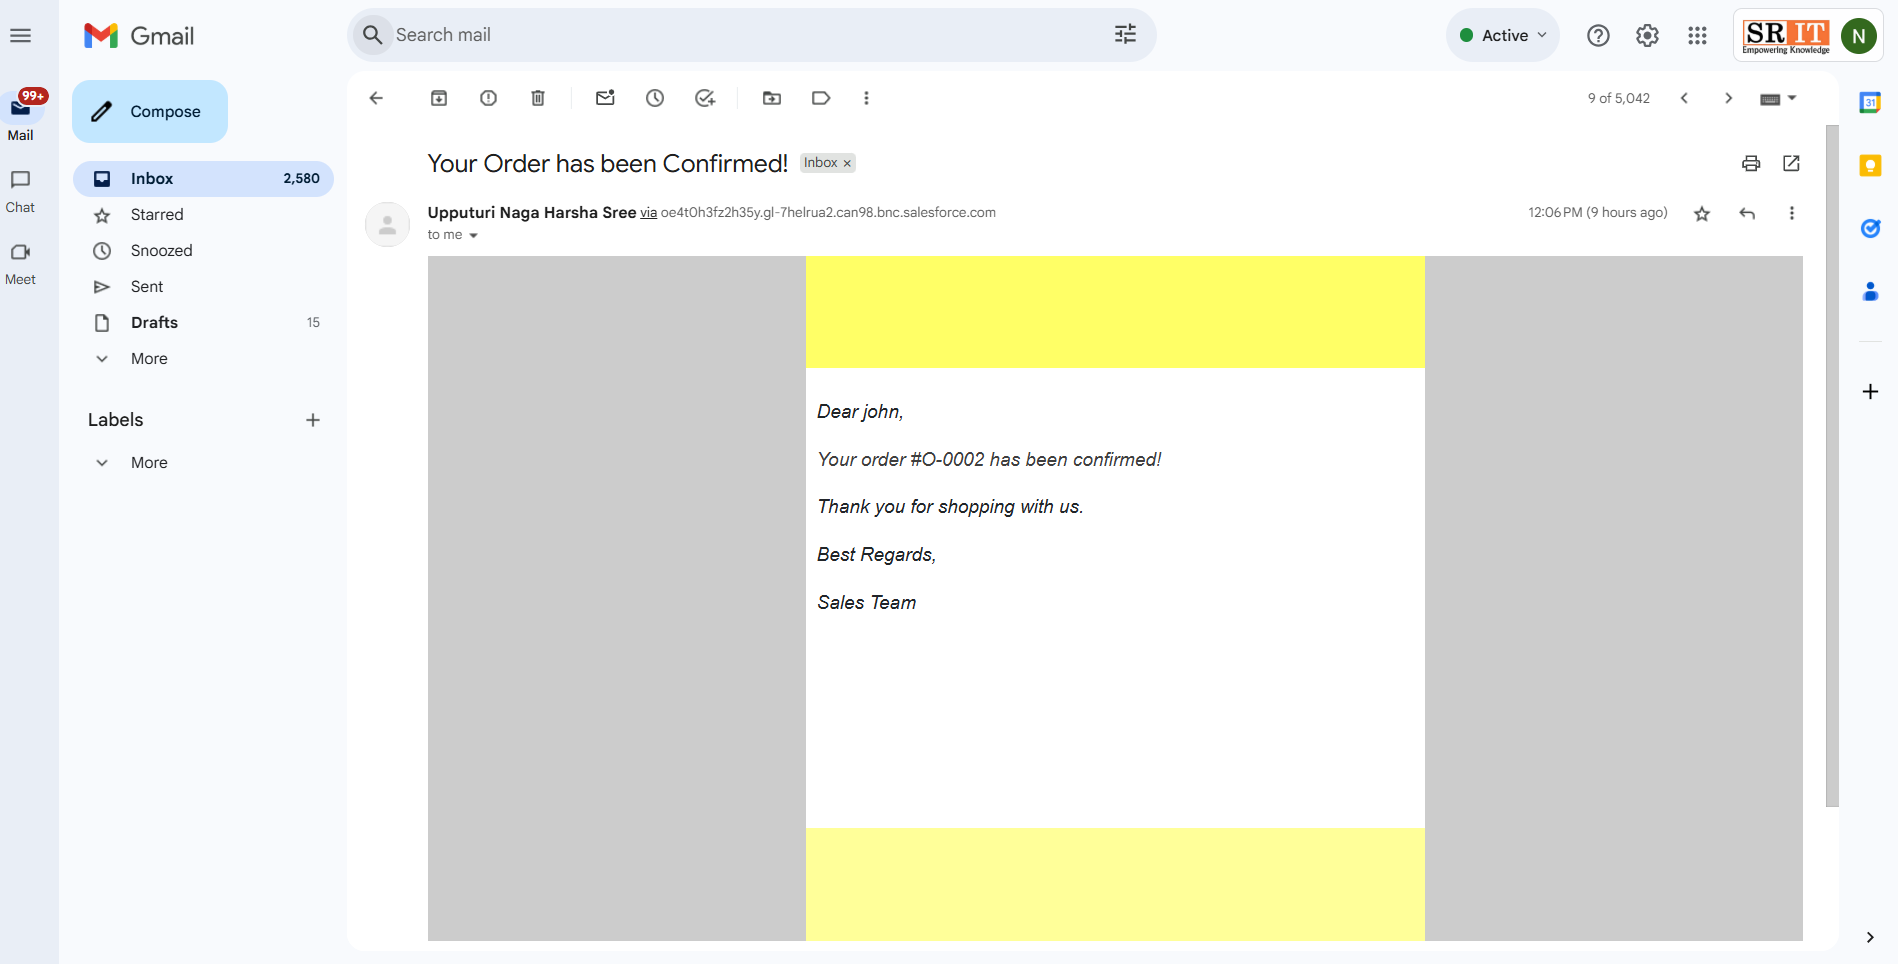 Gmail
Search mail
Active
SR IT
Empowering Knowledge
N
99+
Mail
Chat
Meet
Compose
Inbox 2,580
Starred
Snoozed
Sent
Drafts 15
More
Labels
More
9 of 5,042
31
Your Order has been Confirmed! Inbox ×
Upputuri Naga Harsha Sree via oe4t0h3fz2h35y.gl-7helrua2.can98.bnc.salesforce.com
12:06 PM (9 hours ago)
to me
Dear john,
Your order #O-0002 has been confirmed!
Thank you for shopping with us.
Best Regards,
Sales Team